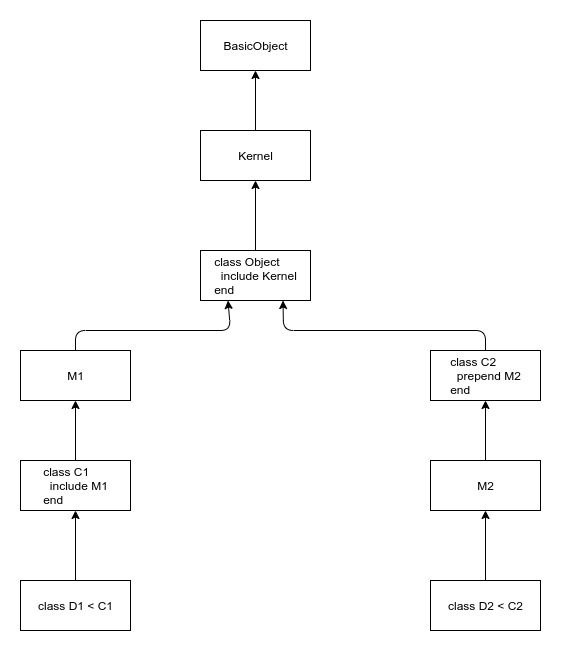 BasicObject
Kernel
class Object
  include Kernel
end
M1
class C2
  prepend M2
end
class C1
  include M1
end
M2
class D1 < C1
class D2 < C2